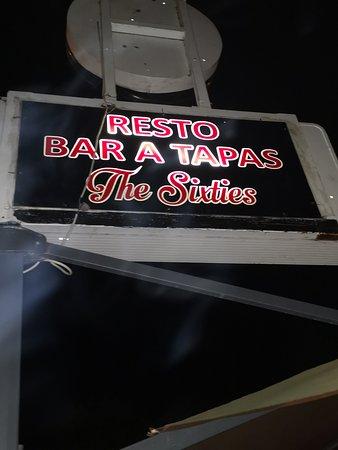 RESTO
BAR A TAPAS
The Sixties